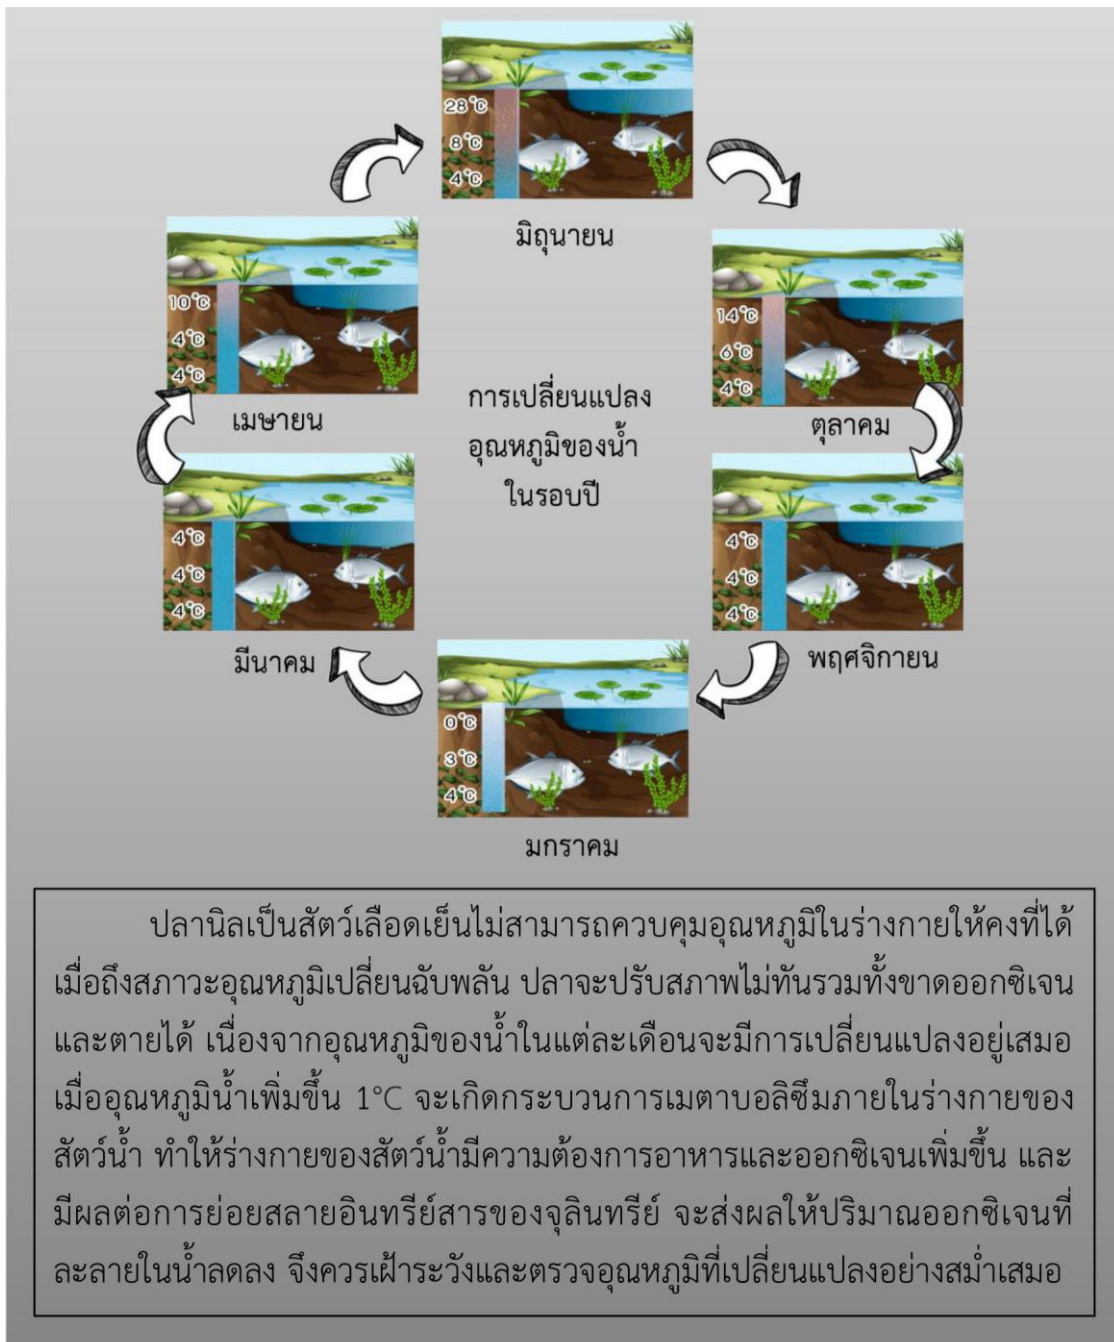 28°C
8°C
4°C
มิถุนายน
10°C
4°C
4°C
เมษายน
14°C
6°C
4°C
ตุลาคม
การเปลี่ยนแปลง
อุณหภูมิของน้ำ
ในรอบปี
4°C
4°C
4°C
มีนาคม
4°C
4°C
4°C
พฤศจิกายน
0°C
3°C
4°C
มกราคม
ปลานิลเป็นสัตว์เลือดเย็นไม่สามารถควบคุมอุณหภูมิในร่างกายให้คงที่ได้
เมื่อถึงสภาวะอุณหภูมิเปลี่ยนฉับพลัน ปลาจะปรับสภาพไม่ทันรวมทั้งขาดออกซิเจน
และตายได้ เนื่องจากอุณหภูมิของน้ำในแต่ละเดือนจะมีการเปลี่ยนแปลงอยู่เสมอ
เมื่ออุณหภูมิน้ำเพิ่มขึ้น 1°C จะเกิดกระบวนการเมตาบอลิซึมภายในร่างกายของ
สัตว์น้ำ ทำให้ร่างกายของสัตว์น้ำมีความต้องการอาหารและออกซิเจนเพิ่มขึ้น และ
มีผลต่อการย่อยสลายอินทรีย์สารของจุลินทรีย์ จะส่งผลให้ปริมาณออกซิเจนที่
ละลายในน้ำลดลง จึงควรเฝ้าระวังและตรวจอุณหภูมิที่เปลี่ยนแปลงอย่างสม่ำเสมอ